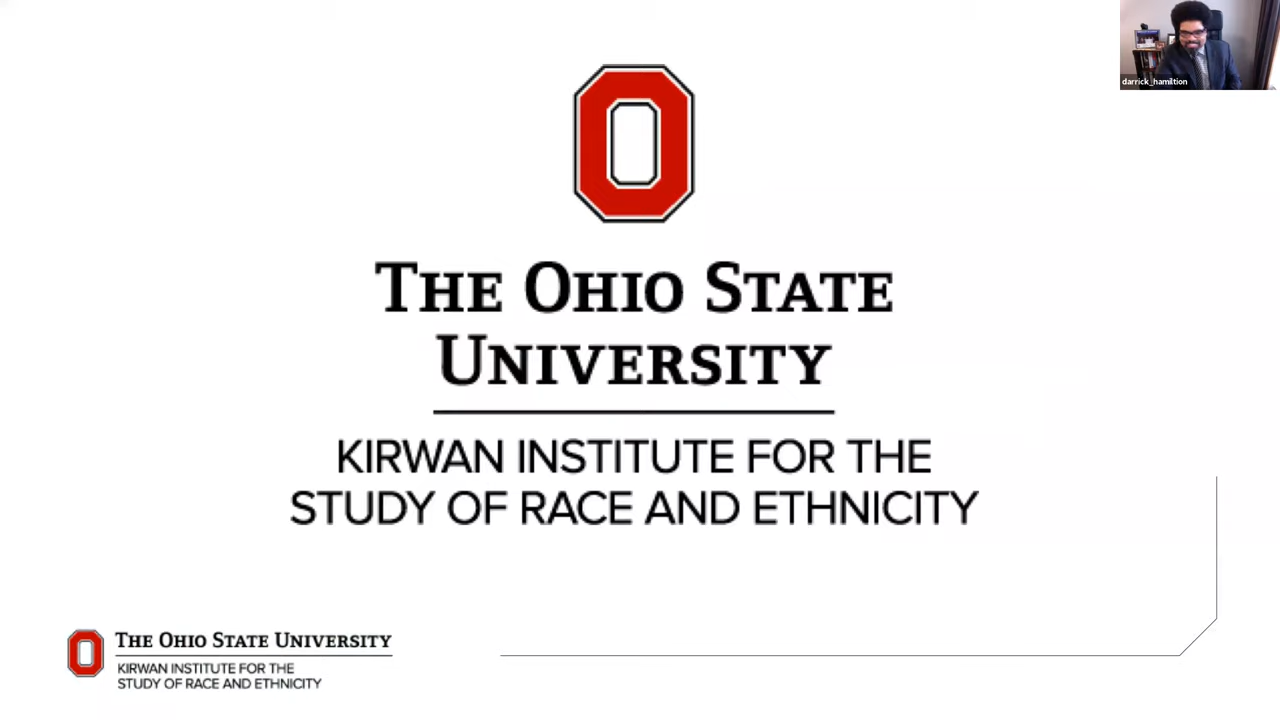 darrick_hamiltion
THE OHIO STATE
UNIVERSITY
KIRWAN INSTITUTE FOR THE
STUDY OF RACE AND ETHNICITY
THE OHIO STATE UNIVERSITY
KIRWAN INSTITUTE FOR THE
STUDY OF RACE AND ETHNICITY